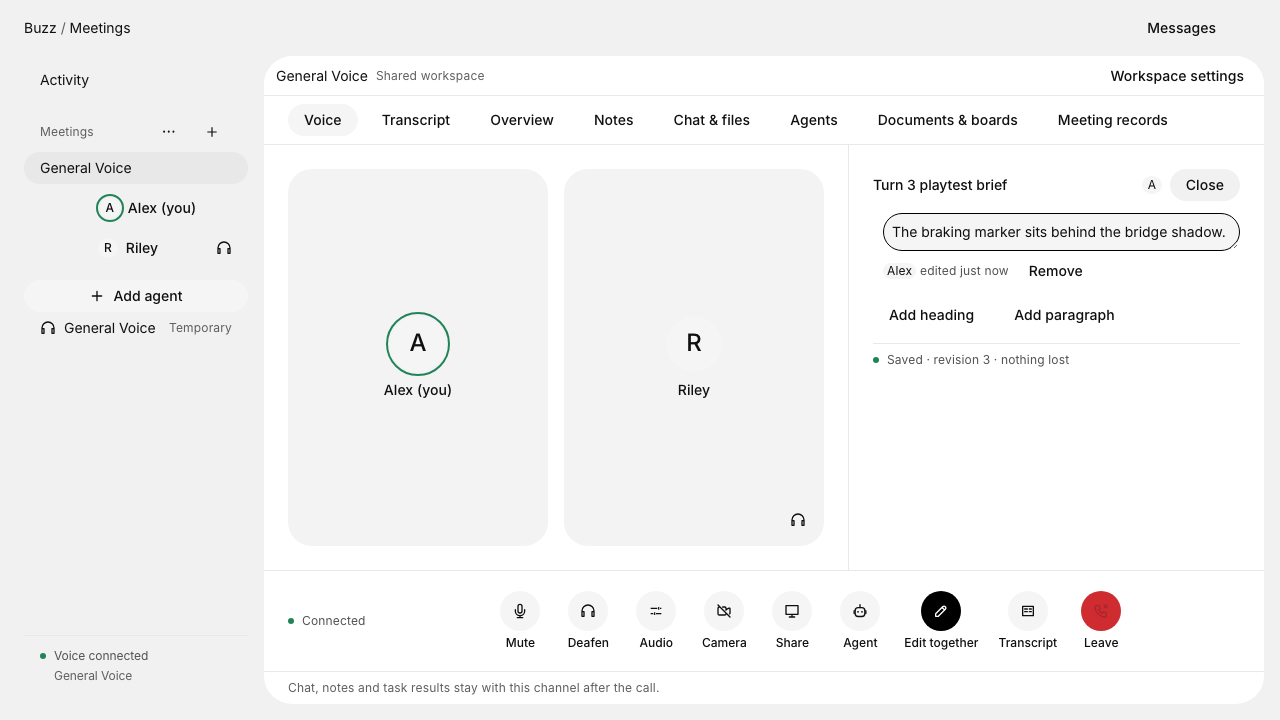 Buzz / Meetings
Messages
Activity
Meetings
General Voice
A Alex (you)
R Riley
Add agent
General Voice Temporary
Voice connected
General Voice
General Voice Shared workspace
Workspace settings
Voice Transcript Overview Notes Chat & files Agents Documents & boards Meeting records
A
Alex (you)
R
Riley
Turn 3 playtest brief A Close
The braking marker sits behind the bridge shadow.
Alex edited just now Remove
Add heading Add paragraph
Saved · revision 3 · nothing lost
Connected
Mute Deafen Audio Camera Share Agent Edit together Transcript Leave
Chat, notes and task results stay with this channel after the call.